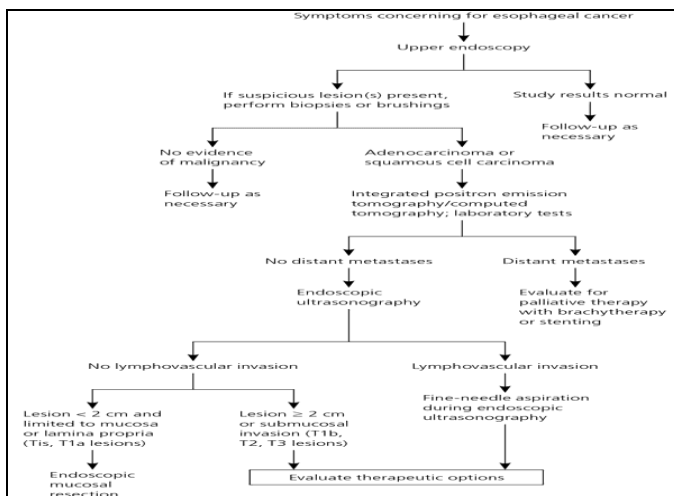 Symptoms concerning for esophageal cancer
Upper endoscopy
If suspicious lesion(s) present,
perform biopsies or brushings
Study results normal
Follow-up as
necessary
No evidence
of malignancy
Adenocarcinoma or
squamous cell carcinoma
Follow-up as
necessary
Integrated positron emission
tomography/computed
tomography; laboratory tests
No distant metastases
Distant metastases
Endoscopic
ultrasonography
Evaluate for
palliative therapy
with brachytherapy
or stenting
No lymphovascular invasion
Lymphovascular invasion
Lesion < 2 cm and
limited to mucosa
or lamina propria
(Tis, T1a lesions)
Lesion ≥ 2 cm
or submucosal
invasion (T1b,
T2, T3 lesions)
Fine-needle aspiration
during endoscopic
ultrasonography
Endoscopic
mucosal
resection
Evaluate therapeutic options